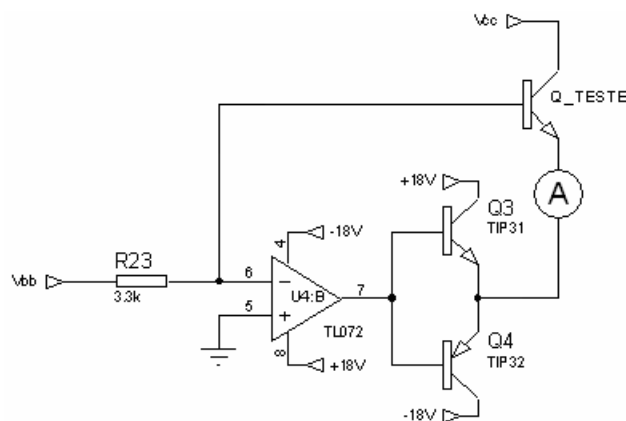 Vcc
Q_TESTE
A
+18V
Q3
TIP31
4
-18V
R23
Vbb
3.3k
6
-
U4:B
7
5
+
TL072
8
+18V
Q4
TIP32
-18V